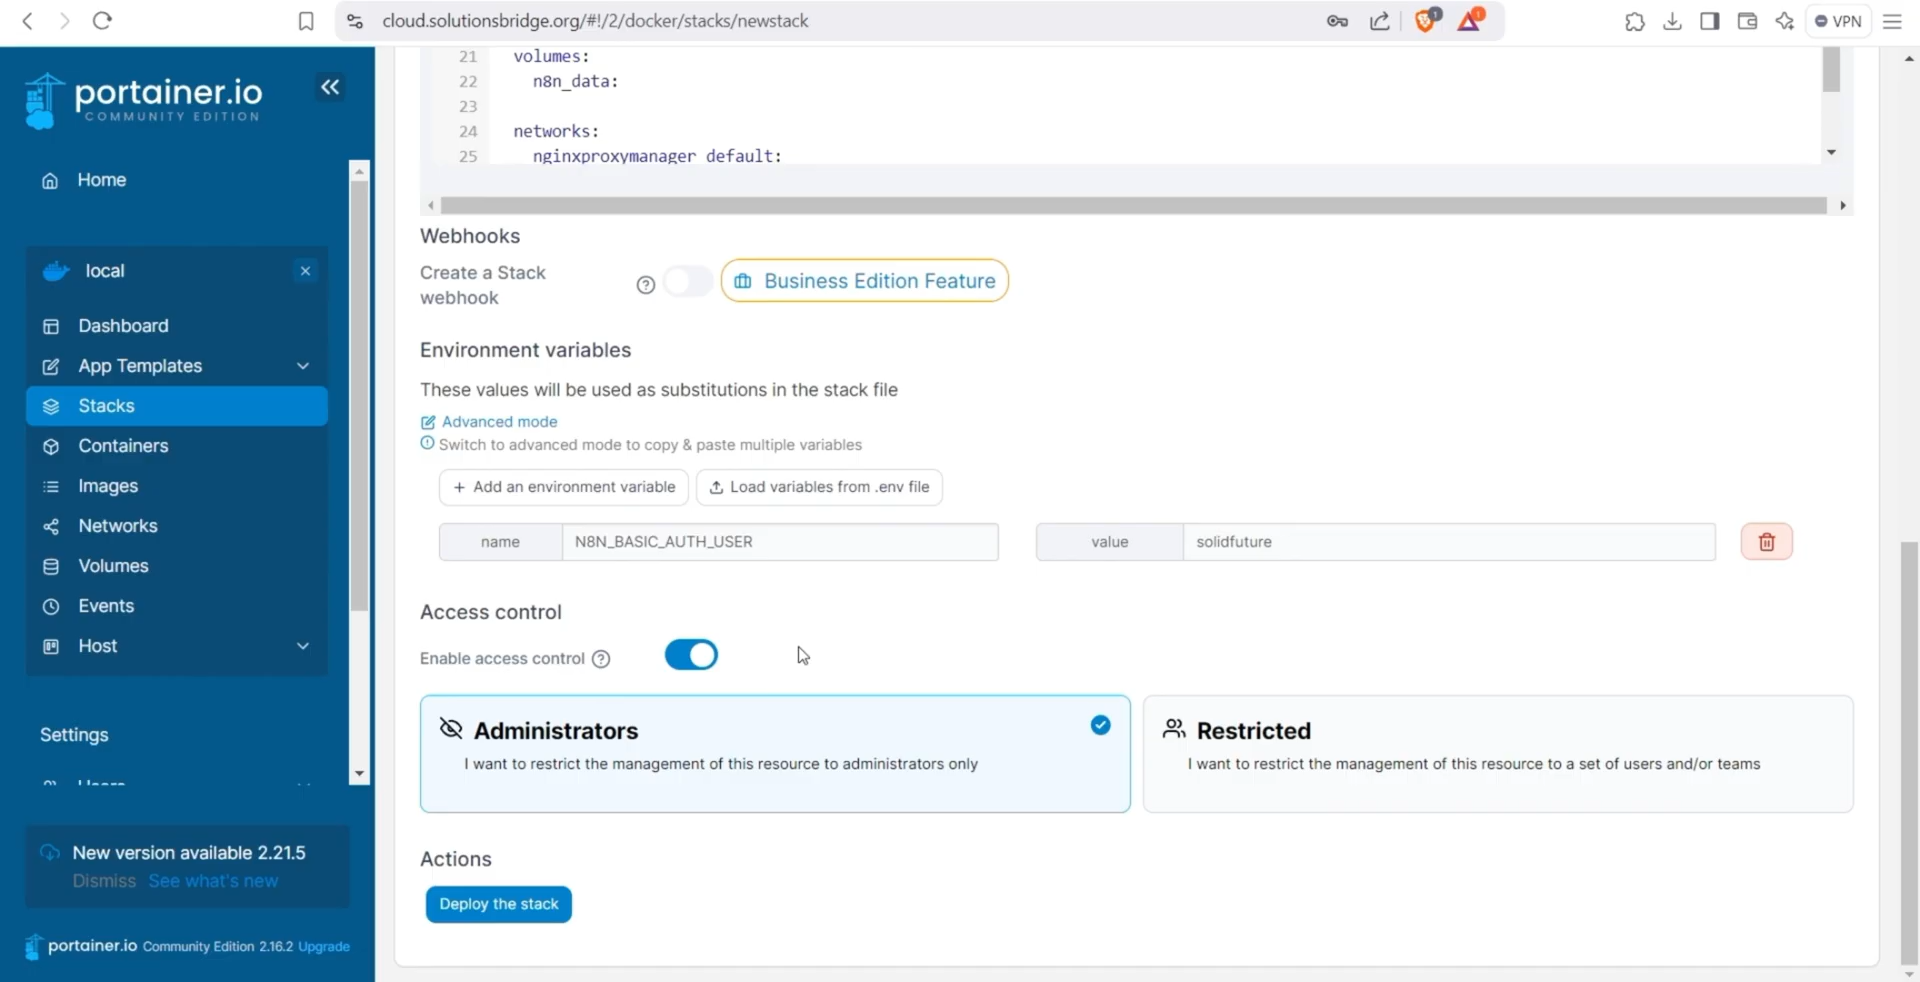 cloud.solutionsbridge.org/#!/2/docker/stacks/newstack
1
1
VPN
portainer.io
COMMUNITY EDITION
Home
local
Dashboard
App Templates
Stacks
Containers
Images
Networks
Volumes
Events
Host
Settings
Users
New version available 2.21.5
Dismiss See what's new
portainer.io Community Edition 2.16.2 Upgrade
21 volumes:
22 n8n_data:
23
24 networks:
25 nginxproxymanager_default:
Webhooks
Create a Stack
webhook
Business Edition Feature
Environment variables
These values will be used as substitutions in the stack file
Advanced mode
Switch to advanced mode to copy & paste multiple variables
+ Add an environment variable
Load variables from .env file
name N8N_BASIC_AUTH_USER value solidfuture
Access control
Enable access control
Administrators
I want to restrict the management of this resource to administrators only
Restricted
I want to restrict the management of this resource to a set of users and/or teams
Actions
Deploy the stack